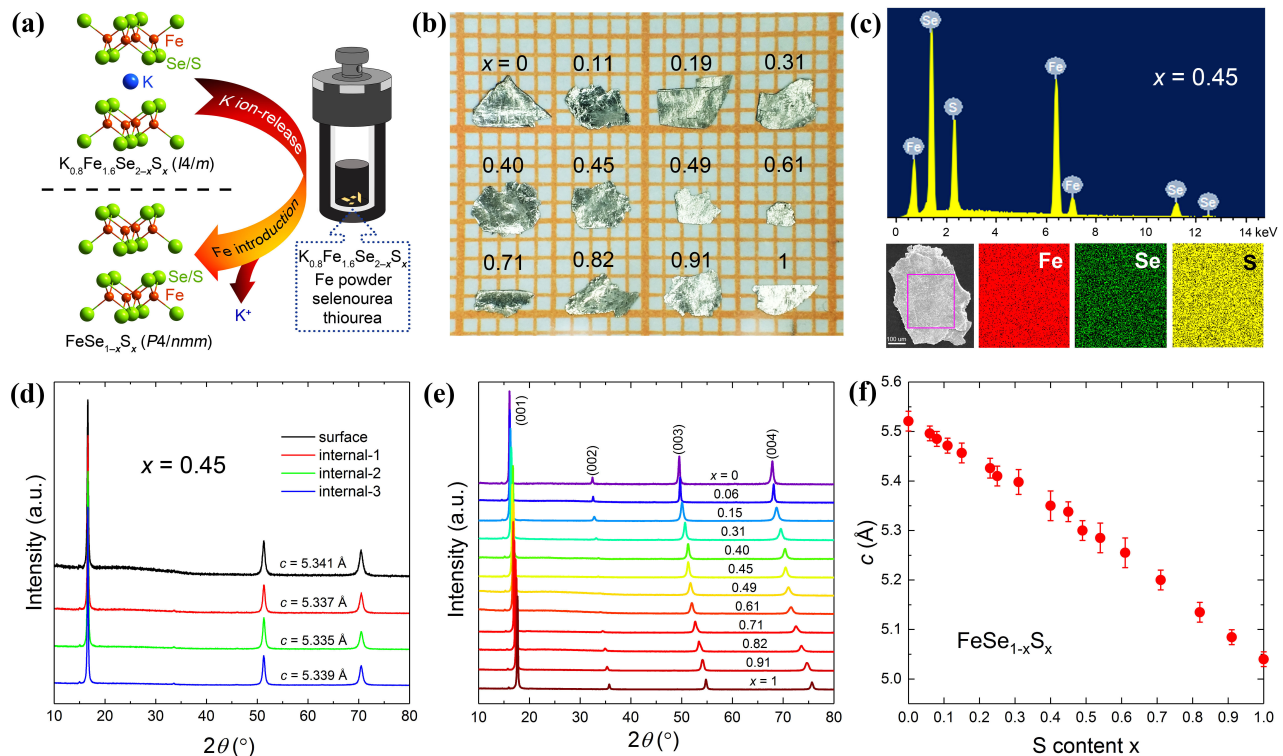 (a)
Fe
Se/S
K
K ion-release
K0.8Fe1.6Se2–xSx (I4/m)
Fe introduction
Se/S
Fe
K+
FeSe1–xSx (P4/nmm)
K0.8Fe1.6Se2–xSx
Fe powder
selenourea
thiourea
(b)
x = 0 0.11 0.19 0.31
0.40 0.45 0.49 0.61
0.71 0.82 0.91 1
(c)
x = 0.45
Fe
Se
S
Fe
Fe
Se
Se
0 2 4 6 8 10 12 14 keV
100 um
Fe
Se
S
(d)
x = 0.45
surface
internal-1
internal-2
internal-3
c = 5.341 Å
c = 5.337 Å
c = 5.335 Å
c = 5.339 Å
Intensity (a.u.)
10 20 30 40 50 60 70 80
2θ (°)
(e)
(001)
(002)
(003)
(004)
x = 0
0.06
0.15
0.31
0.40
0.45
0.49
0.61
0.71
0.82
0.91
x = 1
Intensity (a.u.)
10 20 30 40 50 60 70 80
2θ (°)
(f)
5.6
5.5
5.4
5.3
5.2
5.1
5.0
c (Å)
FeSe1-xSx
0.0 0.1 0.2 0.3 0.4 0.5 0.6 0.7 0.8 0.9 1.0
S content x